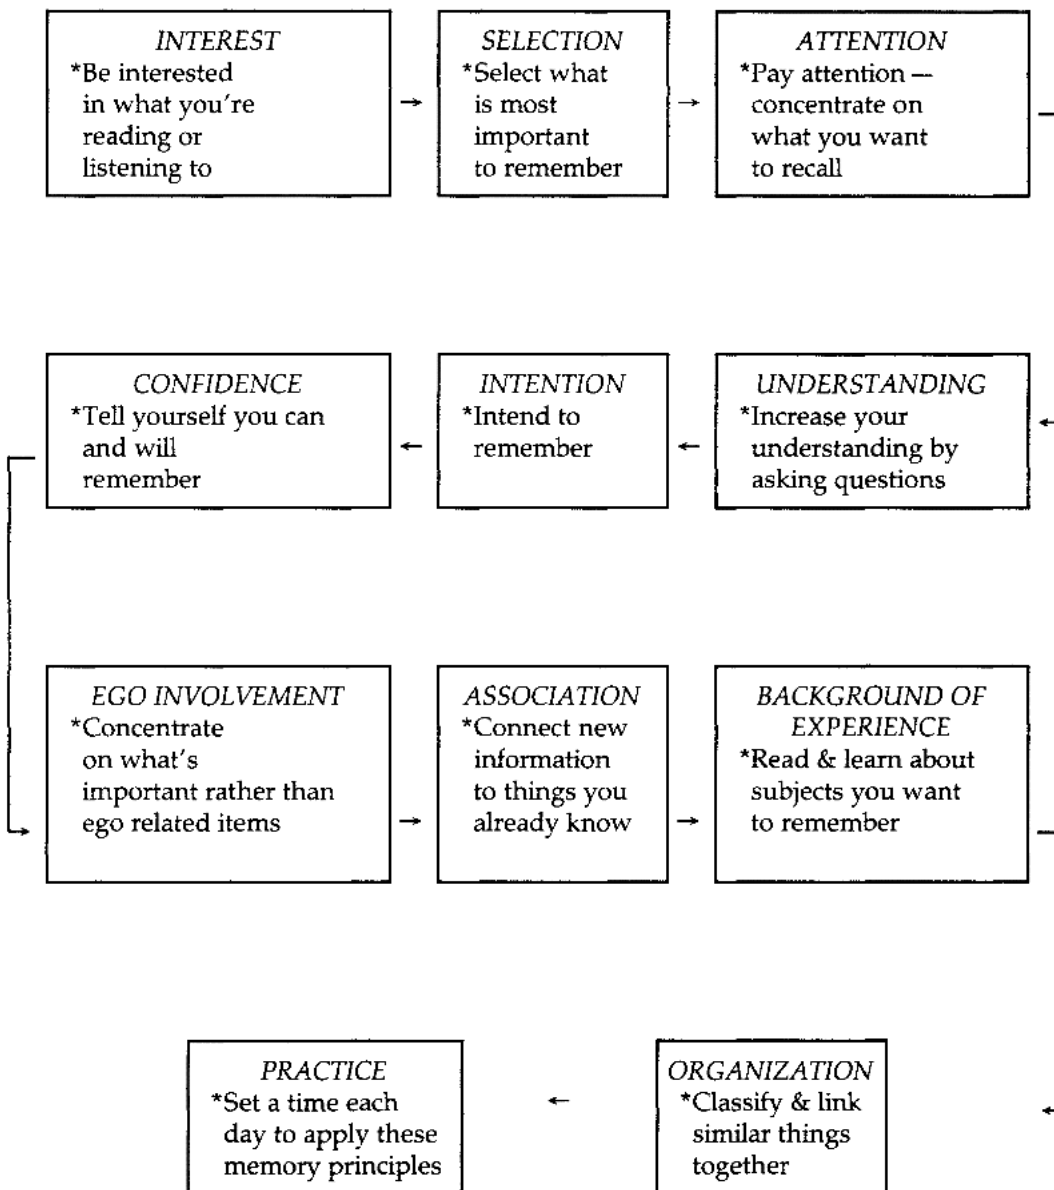 INTEREST
*Be interested
in what you're
reading or
listening to
SELECTION
*Select what
is most
important
to remember
ATTENTION
*Pay attention —
concentrate on
what you want
to recall
CONFIDENCE
*Tell yourself you can
and will
remember
INTENTION
*Intend to
remember
UNDERSTANDING
*Increase your
understanding by
asking questions
EGO INVOLVEMENT
*Concentrate
on what's
important rather than
ego related items
ASSOCIATION
*Connect new
information
to things you
already know
BACKGROUND OF
EXPERIENCE
*Read & learn about
subjects you want
to remember
PRACTICE
*Set a time each
day to apply these
memory principles
ORGANIZATION
*Classify & link
similar things
together